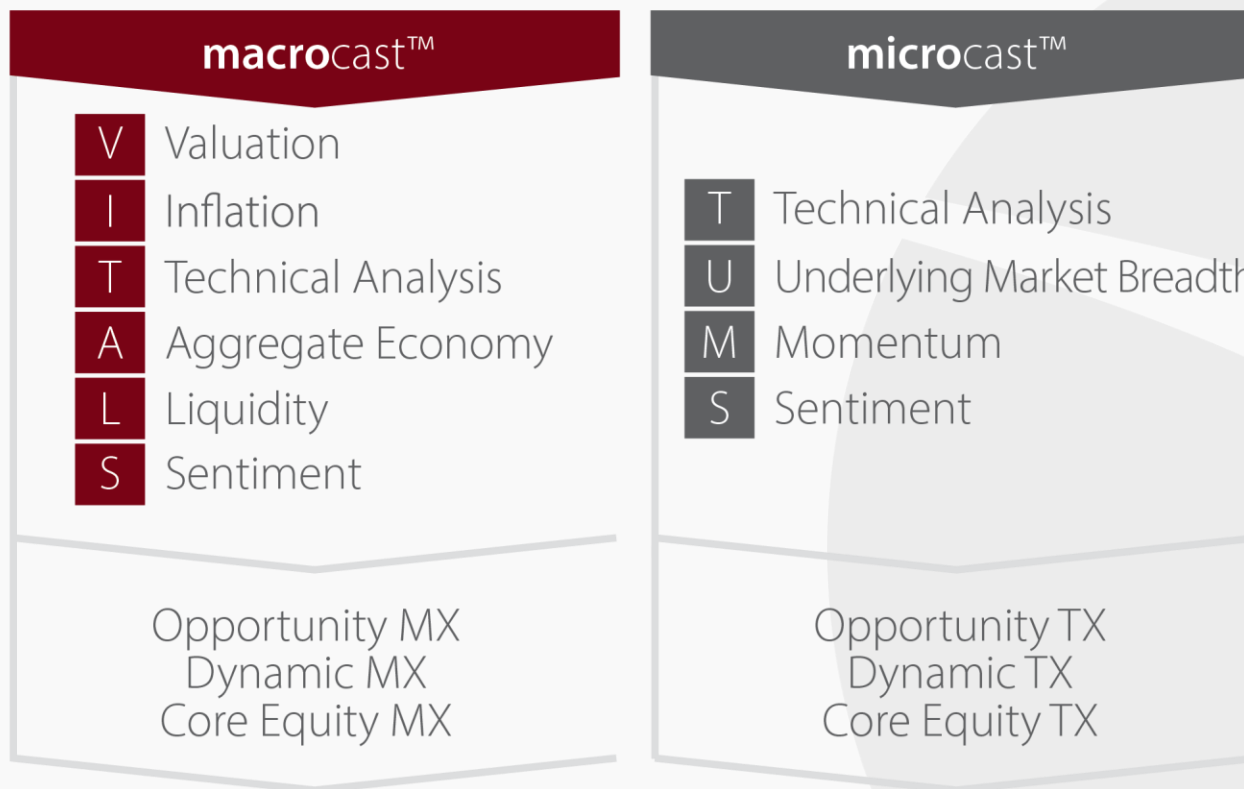 macrocast™
V Valuation
I Inflation
T Technical Analysis
A Aggregate Economy
L Liquidity
S Sentiment
Opportunity MX
Dynamic MX
Core Equity MX
microcast™
T Technical Analysis
U Underlying Market Breadth
M Momentum
S Sentiment
Opportunity TX
Dynamic TX
Core Equity TX